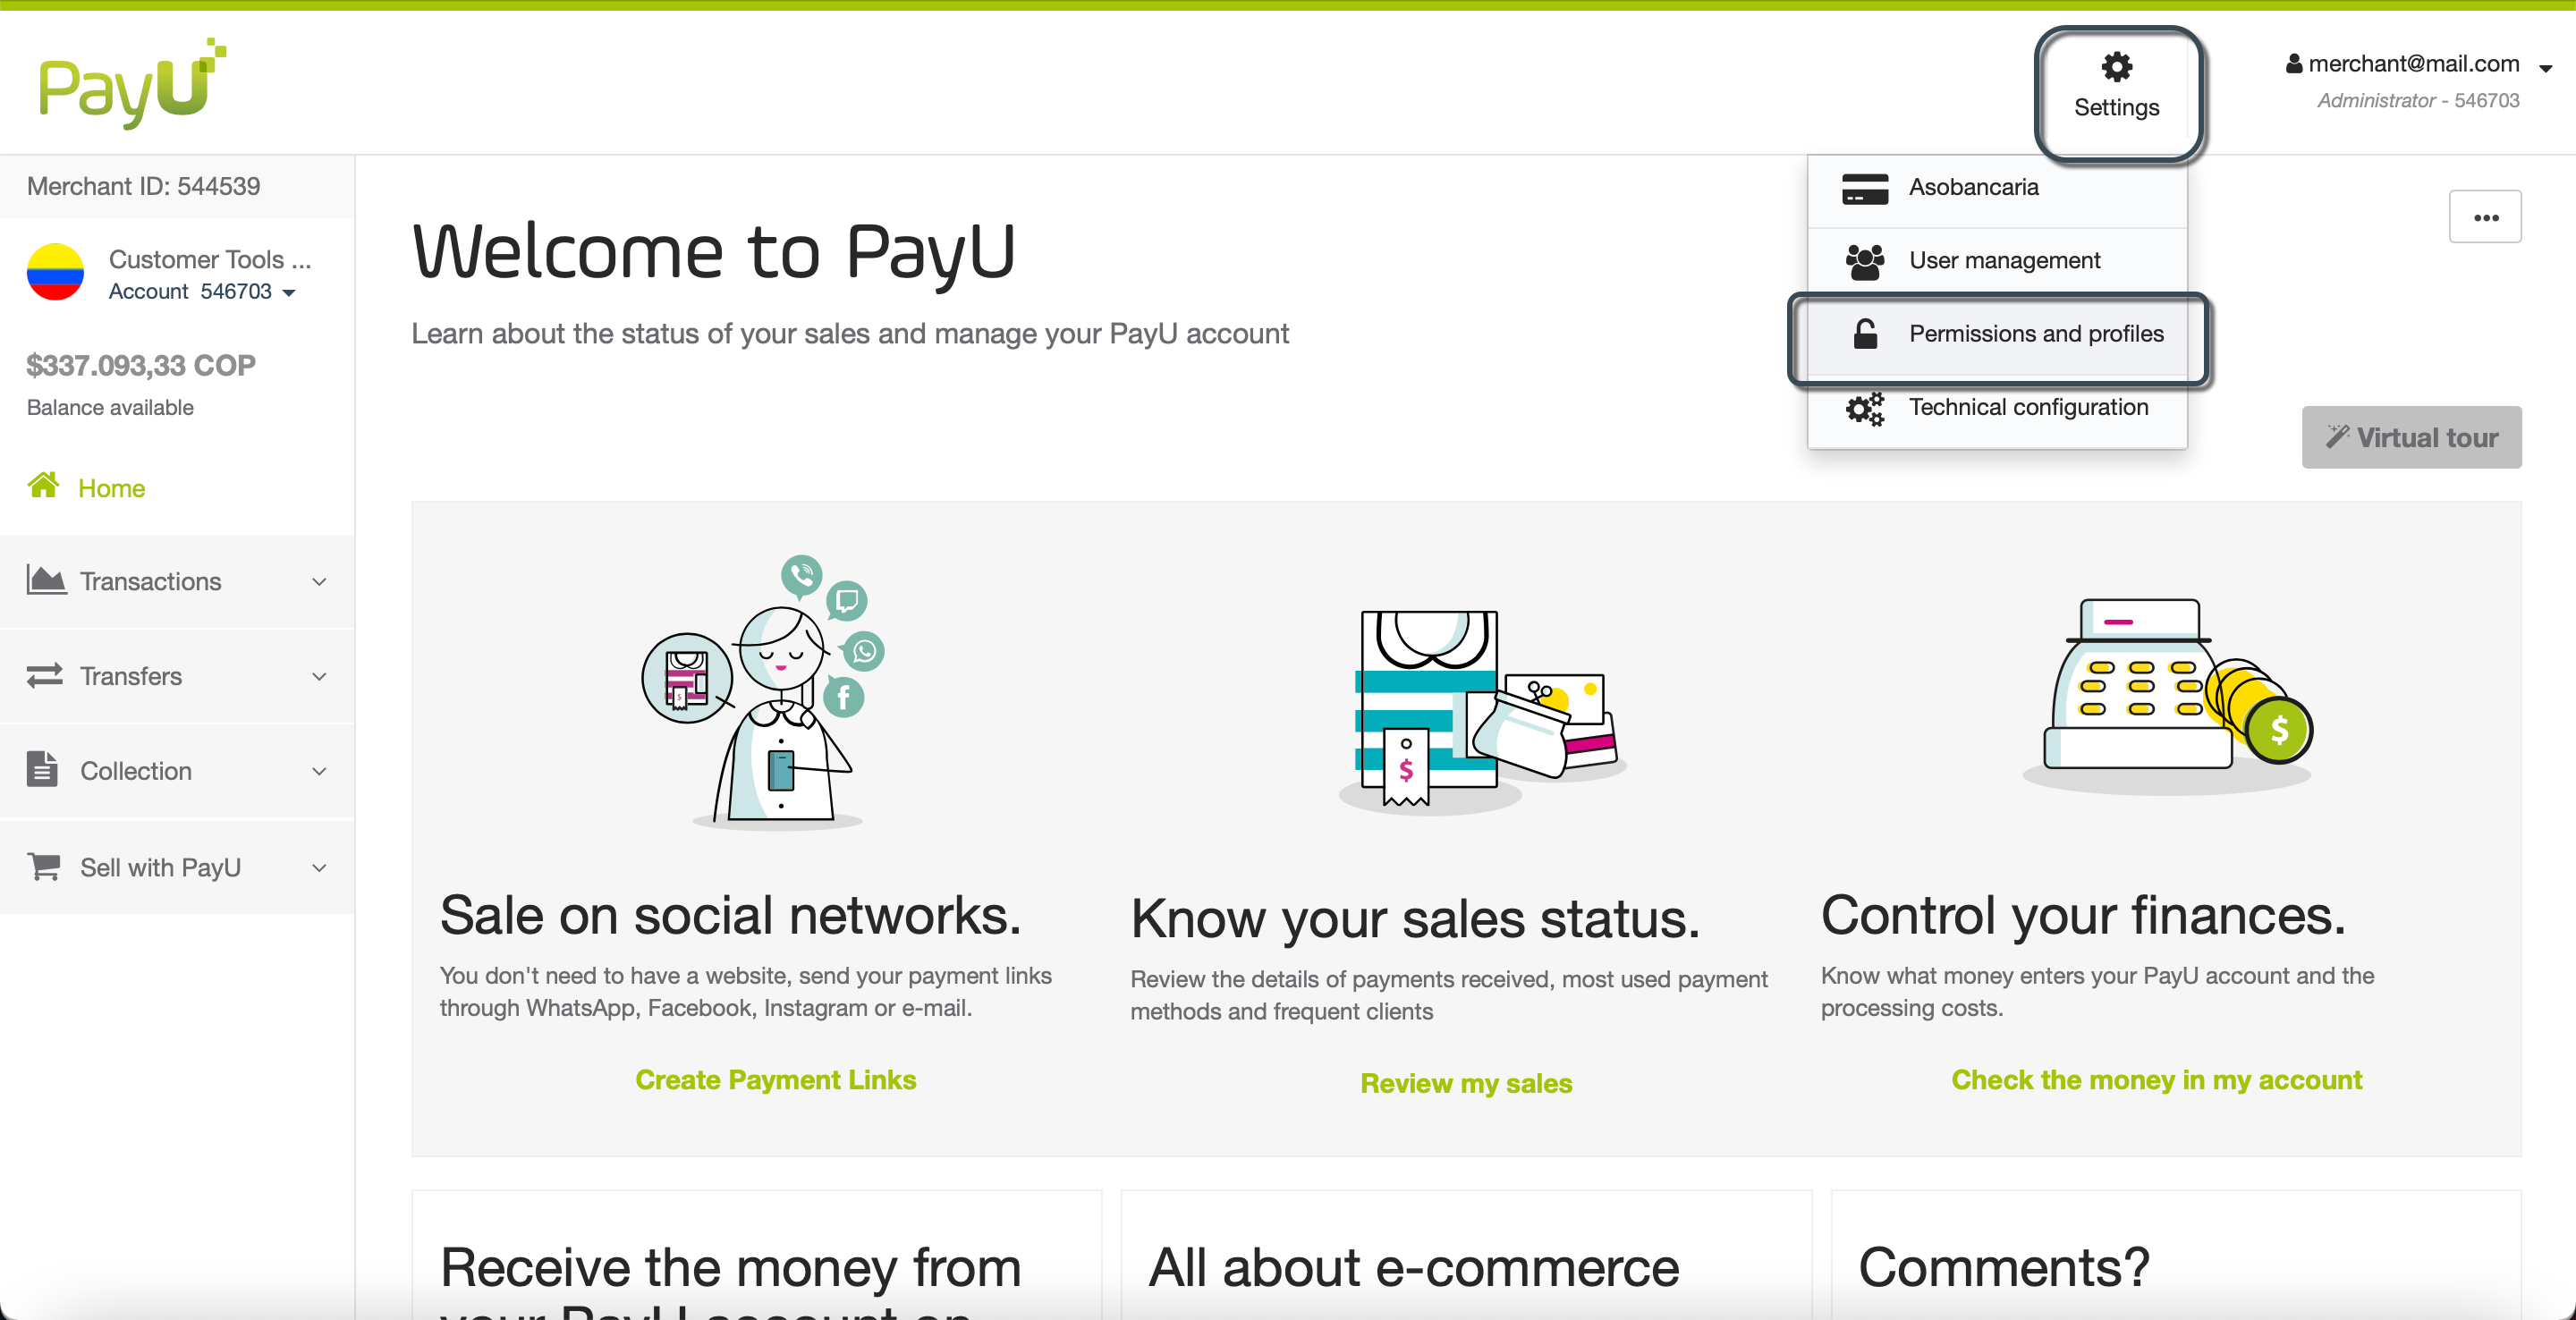 PayU
Settings
merchant@mail.com
Administrator - 546703
Merchant ID: 544539
Customer Tools ...
Account 546703
$337.093,33 COP
Balance available
Home
Transactions
Transfers
Collection
Sell with PayU
Welcome to PayU
Learn about the status of your sales and manage your PayU account
Asobancaria
User management
Permissions and profiles
Technical configuration
Virtual tour
Sale on social networks.
You don't need to have a website, send your payment links
through WhatsApp, Facebook, Instagram or e-mail.
Create Payment Links
Know your sales status.
Review the details of payments received, most used payment
methods and frequent clients
Review my sales
Control your finances.
Know what money enters your PayU account and the
processing costs.
Check the money in my account
Receive the money from
your PayU account on
All about e-commerce
Comments?